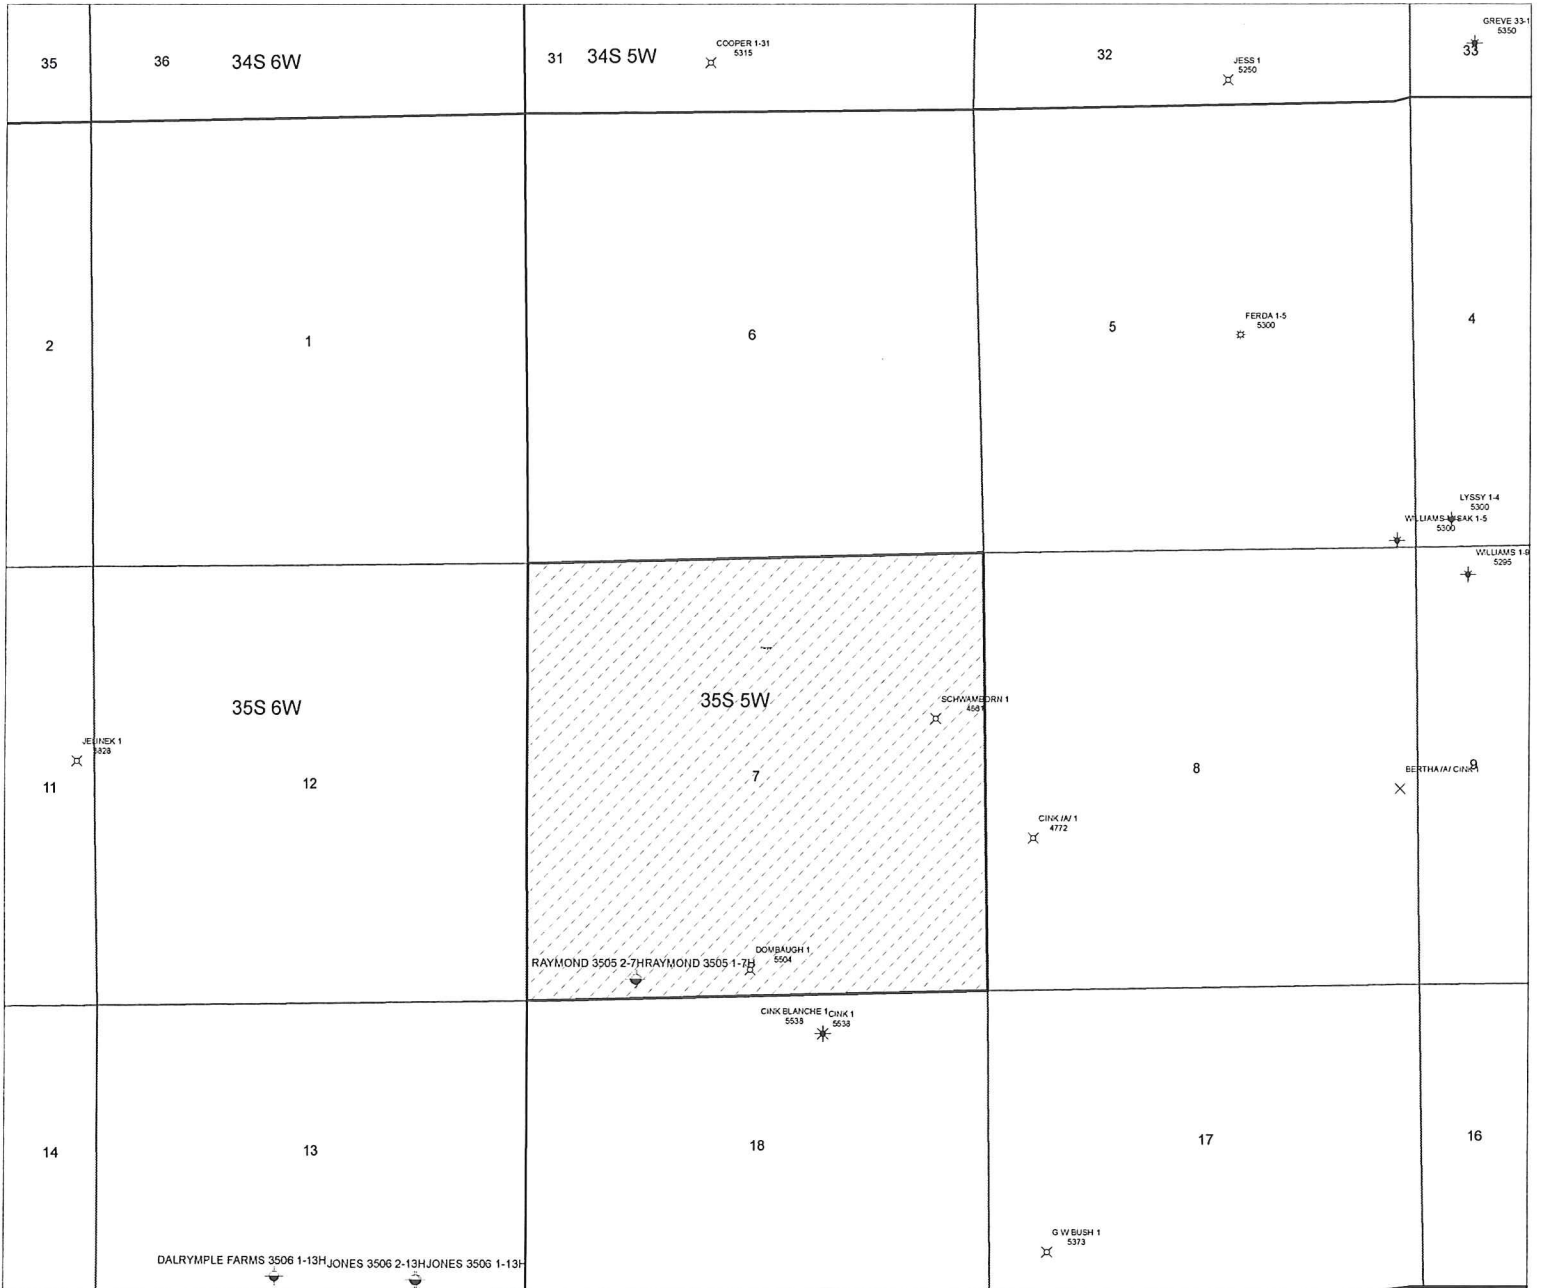 GREVE 33-1
5350
35
36
34S 6W
31
34S 5W
COOPER 1-31
5315
32
JESS 1
5250
33
2
1
6
5
FERDA 1-5
5300
4
LYSSY 1-4
5300
5300
WILLIAMS 1-9
5295
35S 6W
35S 5W
SCHWAMBORN 1
JELINEK 1
11
12
7
8
BERTHA /A/ CINK 1
9
CINK /A/ 1
4772
RAYMOND 3505 2-7H
RAYMOND 3505 1-7H
DOMBAUGH 1
5504
CINK BLANCHE 1
5538
CINK 1
5538
14
13
18
17
16
G W BUSH 1
5373
DALRYMPLE FARMS 3506 1-13H
JONES 3506 2-13H
JONES 3506 1-13H